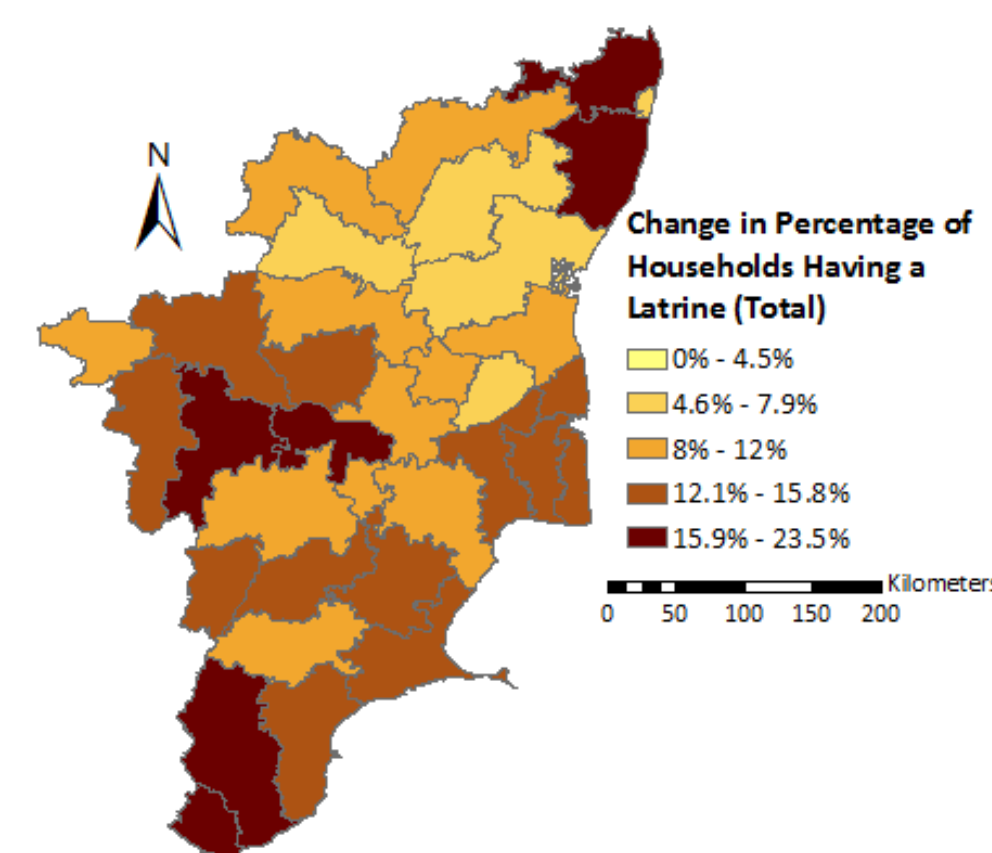 N
Change in Percentage of
Households Having a
Latrine (Total)
0% - 4.5%
4.6% - 7.9%
8% - 12%
12.1% - 15.8%
15.9% - 23.5%
Kilometers
0 50 100 150 200